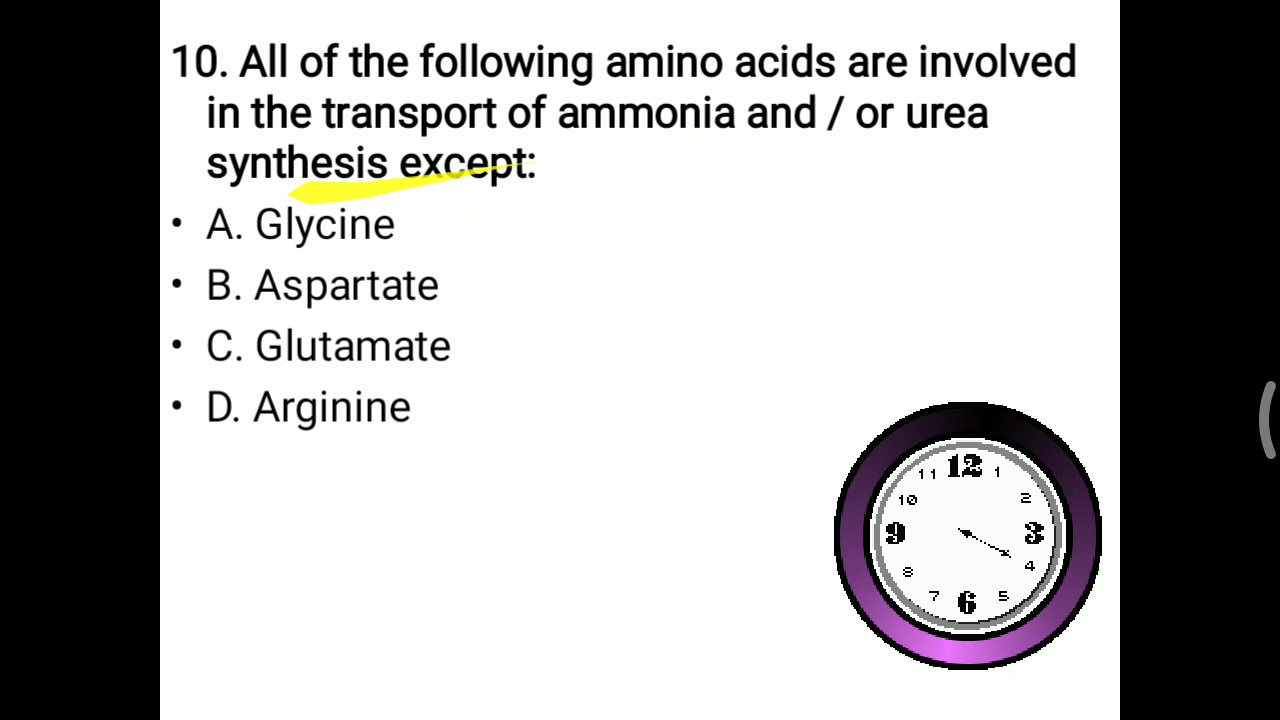 10. All of the following amino acids are involved
in the transport of ammonia and / or urea
synthesis except:
• A. Glycine
• B. Aspartate
• C. Glutamate
• D. Arginine
12
11 1
10 2
9 3
8 4
7 5
6